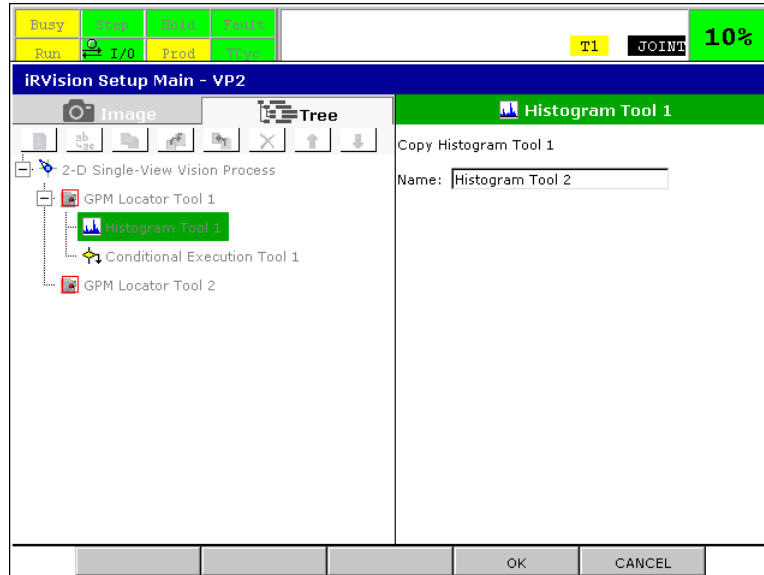 Busy Step Hold Fault
Run I/O Prod TCyc
T1 JOINT 10%
iRVision Setup Main - VP2
Image Tree Histogram Tool 1
ab
Copy Histogram Tool 1
2-D Single-View Vision Process
Name: Histogram Tool 2
GPM Locator Tool 1
Histogram Tool 1
Conditional Execution Tool 1
GPM Locator Tool 2
OK CANCEL